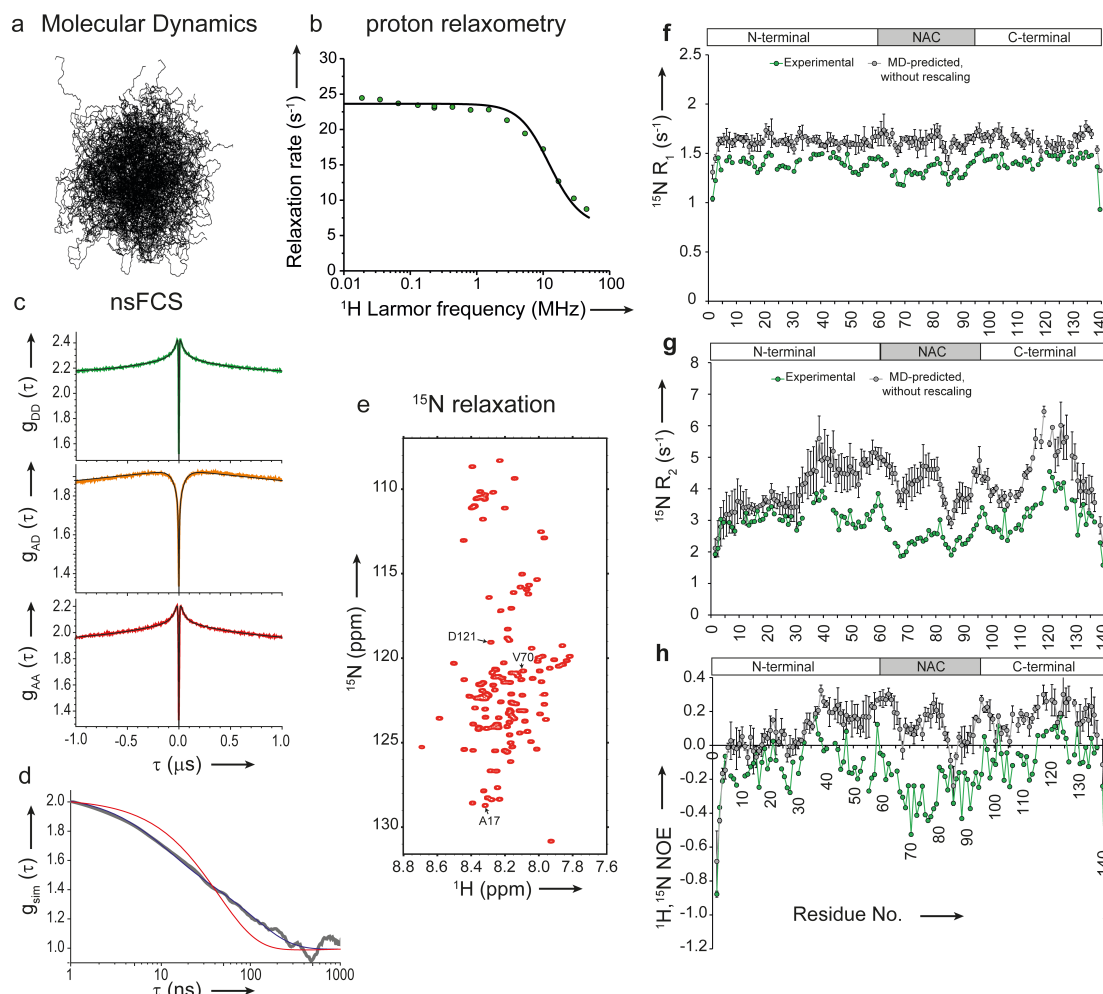 a Molecular Dynamics
b proton relaxometry
Relaxation rate (s⁻¹)
30
25
20
15
10
5
0
0.01 0.1 1 10 100
¹H Larmor frequency (MHz)
c nsFCS
g_DD (τ)
2.4
2.2
2.0
1.8
1.6
g_AD (τ)
1.8
1.6
1.4
g_AA (τ)
2.2
2.0
1.8
1.6
1.4
-1.0 -0.5 0.0 0.5 1.0
τ (μs)
d
g_sim (τ)
2.0
1.8
1.6
1.4
1.2
1.0
1 10 100 1000
τ (ns)
e ¹⁵N relaxation
¹⁵N (ppm)
110
115
120
125
130
D121
V70
A17
8.8 8.6 8.4 8.2 8.0 7.8 7.6
¹H (ppm)
f
N-terminal NAC C-terminal
Experimental MD-predicted,
without rescaling
¹⁵N R₁ (s⁻¹)
2.5
2
1.5
1
0.5
0
0 10 20 30 40 50 60 70 80 90 100 110 120 130 140
g
N-terminal NAC C-terminal
Experimental MD-predicted,
without rescaling
¹⁵N R₂ (s⁻¹)
8
7
6
5
4
3
2
1
0
0 10 20 30 40 50 60 70 80 90 100 110 120 130 140
h
N-terminal NAC C-terminal
¹H,¹⁵N NOE
0.4
0.2
0.0
-0.2
-0.4
-0.6
-0.8
-1.0
-1.2
0 10 20 30 40 50 60 70 80 90 100 110 120 130 140
Residue No.